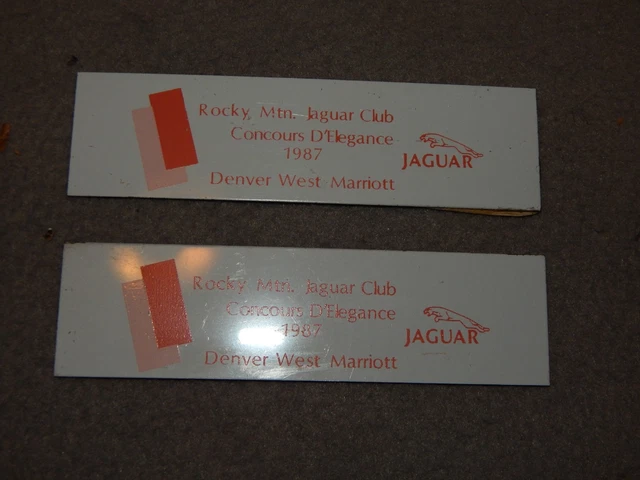 Rocky, Mtn. Jaguar Club
Concours D'Elegance
1987
Denver West Marriott
JAGUAR
Rocky, Mtn. Jaguar Club
Concours D'Elegance
1987
Denver West Marriott
JAGUAR